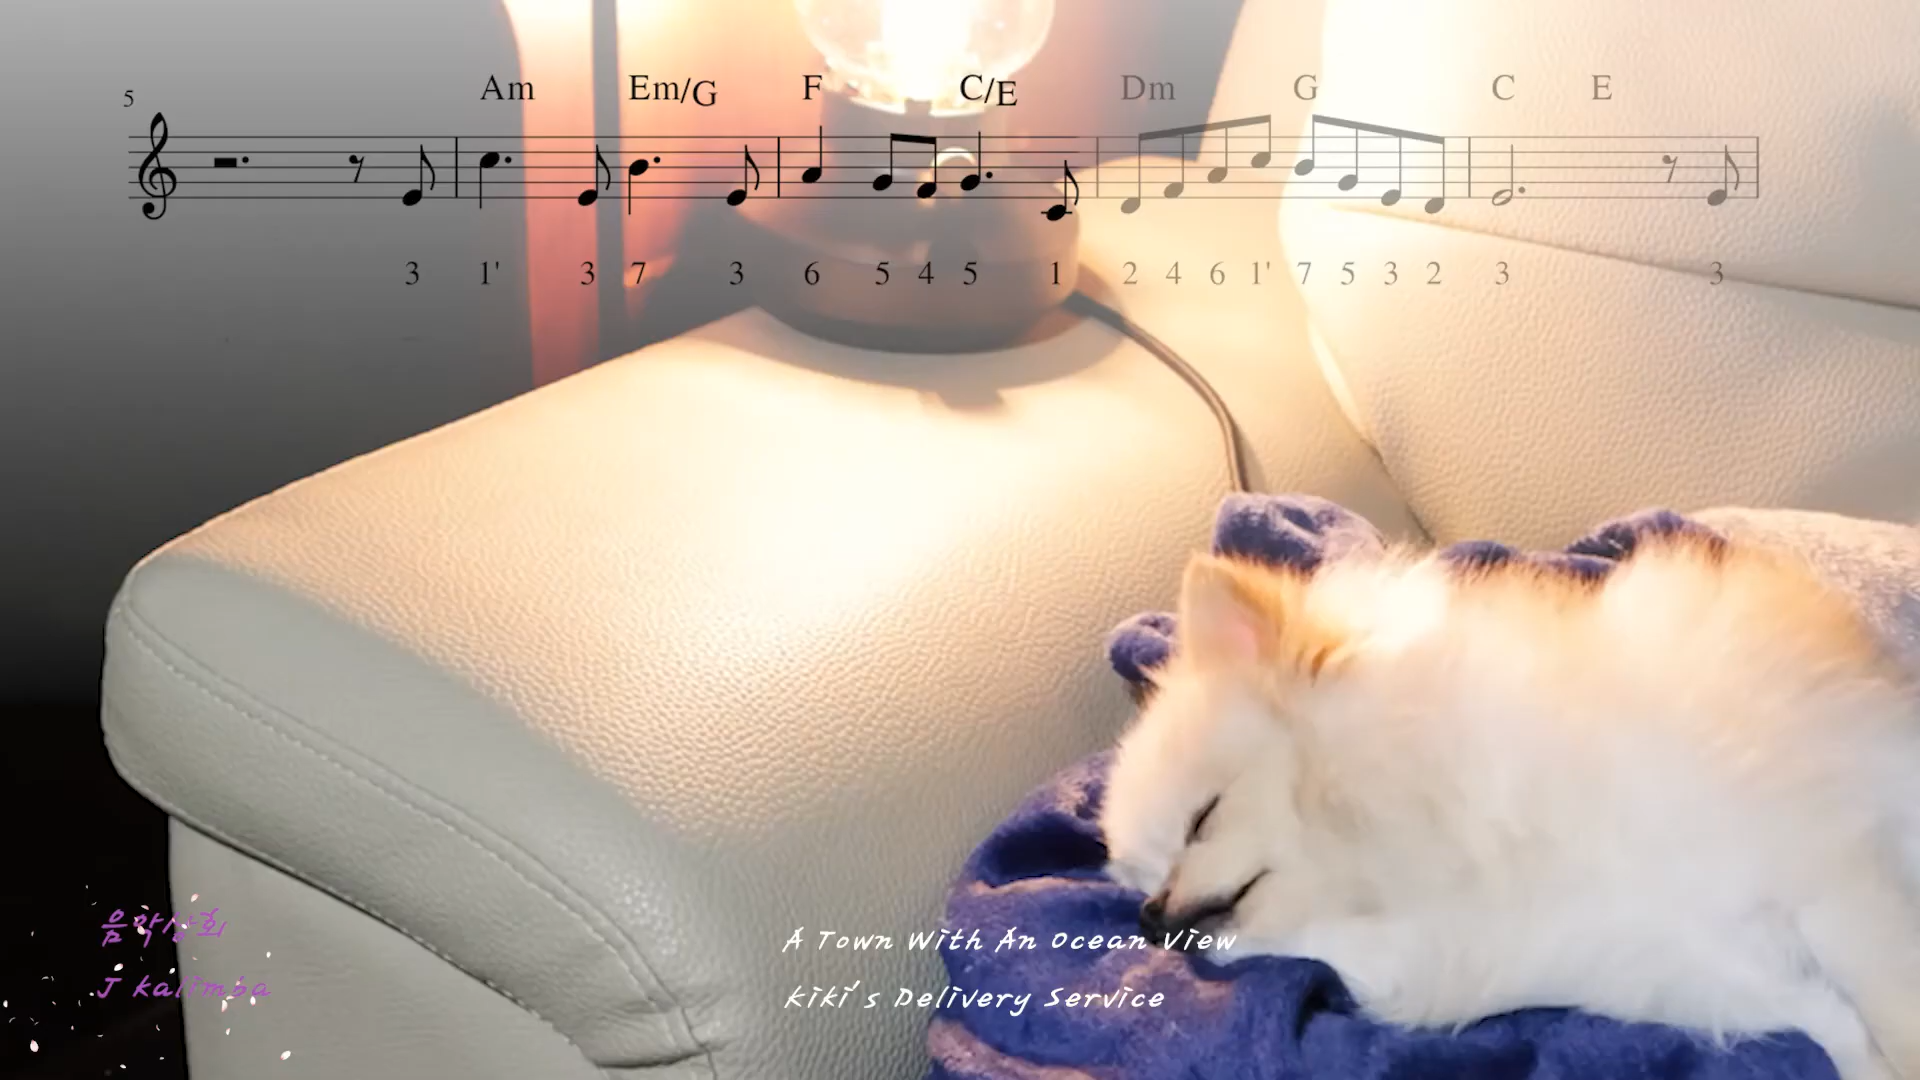 Am Em/G F C/E Dm G C E
5
3 1' 3 7 3 6 5 4 5 1 2 4 6 1' 7 5 3 2 3 3
음악상회
J kalimba
A Town With An Ocean View
Kiki's Delivery Service